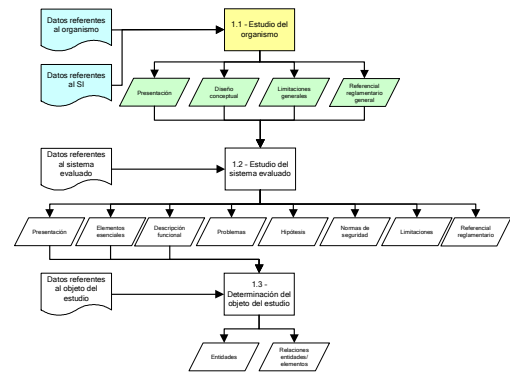 Datos referentes
al organismo
1.1 - Estudio del
organismo
Datos referentes
al SI
Presentación
Diseño
conceptual
Limitaciones
generales
Referencial
reglamentario
general
Datos referentes
al sistema
evaluado
1.2 - Estudio del
sistema evaluado
Presentación
Elementos
esenciales
Descripción
funcional
Problemas
Hipótesis
Normas de
seguridad
Limitaciones
Referencial
reglamentario
Datos referentes
al objeto del
estudio
1.3 -
Determinación del
objeto del estudio
Entidades
Relaciones
entidades/
elementos